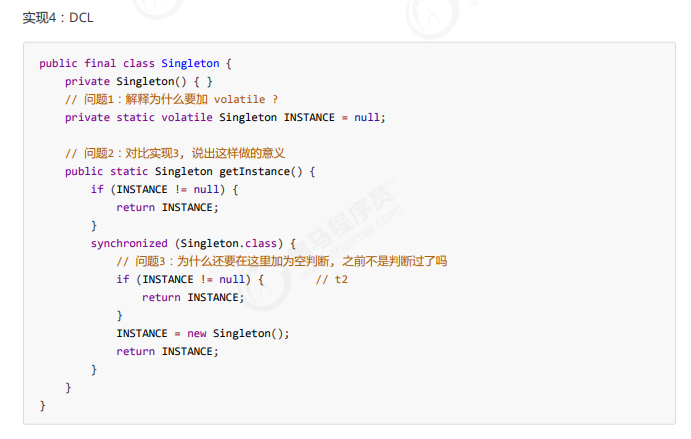 实现4：DCL
public final class Singleton {
    private Singleton() { }
    // 问题1：解释为什么要加 volatile ?
    private static volatile Singleton INSTANCE = null;

    // 问题2：对比实现3, 说出这样做的意义
    public static Singleton getInstance() {
        if (INSTANCE != null) {
            return INSTANCE;
        }
        synchronized (Singleton.class) {
            // 问题3：为什么还要在这里加为空判断, 之前不是判断过了吗
            if (INSTANCE != null) {        // t2
                return INSTANCE;
            }
            INSTANCE = new Singleton();
            return INSTANCE;
        }
    }
}